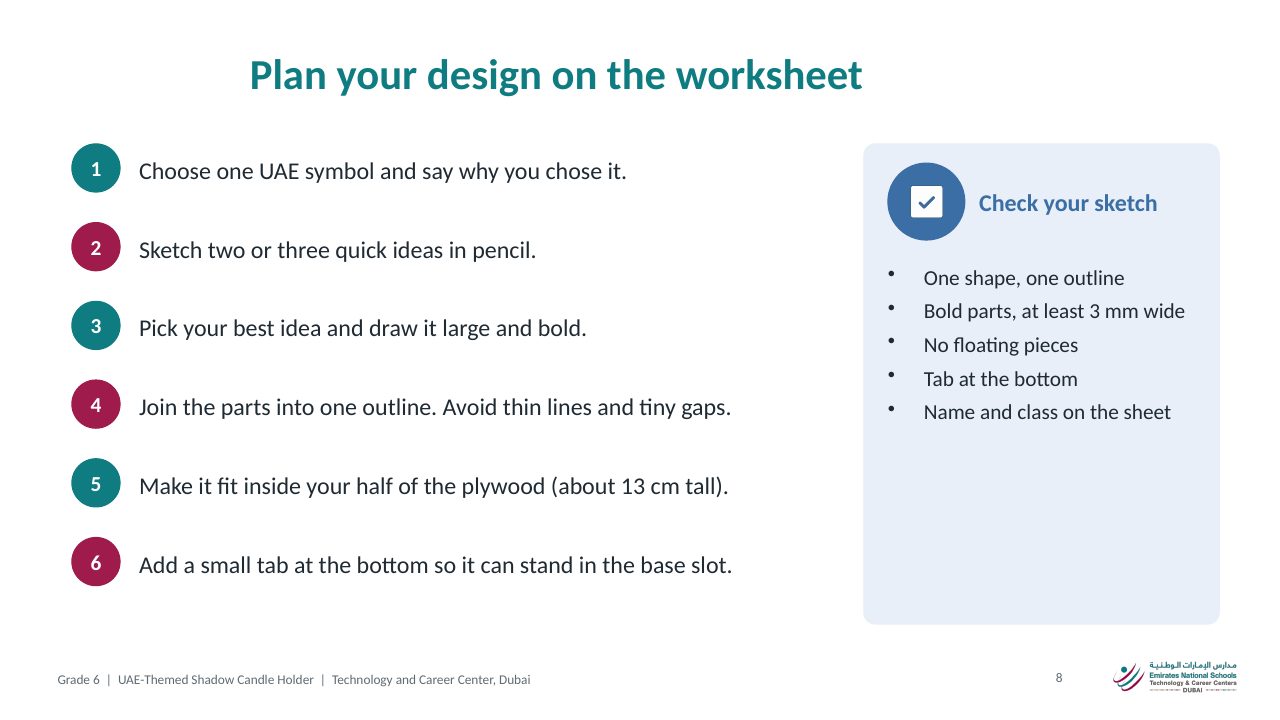 Plan your design on the worksheet
1 Choose one UAE symbol and say why you chose it.
2 Sketch two or three quick ideas in pencil.
3 Pick your best idea and draw it large and bold.
4 Join the parts into one outline. Avoid thin lines and tiny gaps.
5 Make it fit inside your half of the plywood (about 13 cm tall).
6 Add a small tab at the bottom so it can stand in the base slot.
Check your sketch
• One shape, one outline
• Bold parts, at least 3 mm wide
• No floating pieces
• Tab at the bottom
• Name and class on the sheet
Grade 6 | UAE-Themed Shadow Candle Holder | Technology and Career Center, Dubai
8
مدارس الإمارات الوطنية
Emirates National Schools
Technology & Career Centers
DUBAI